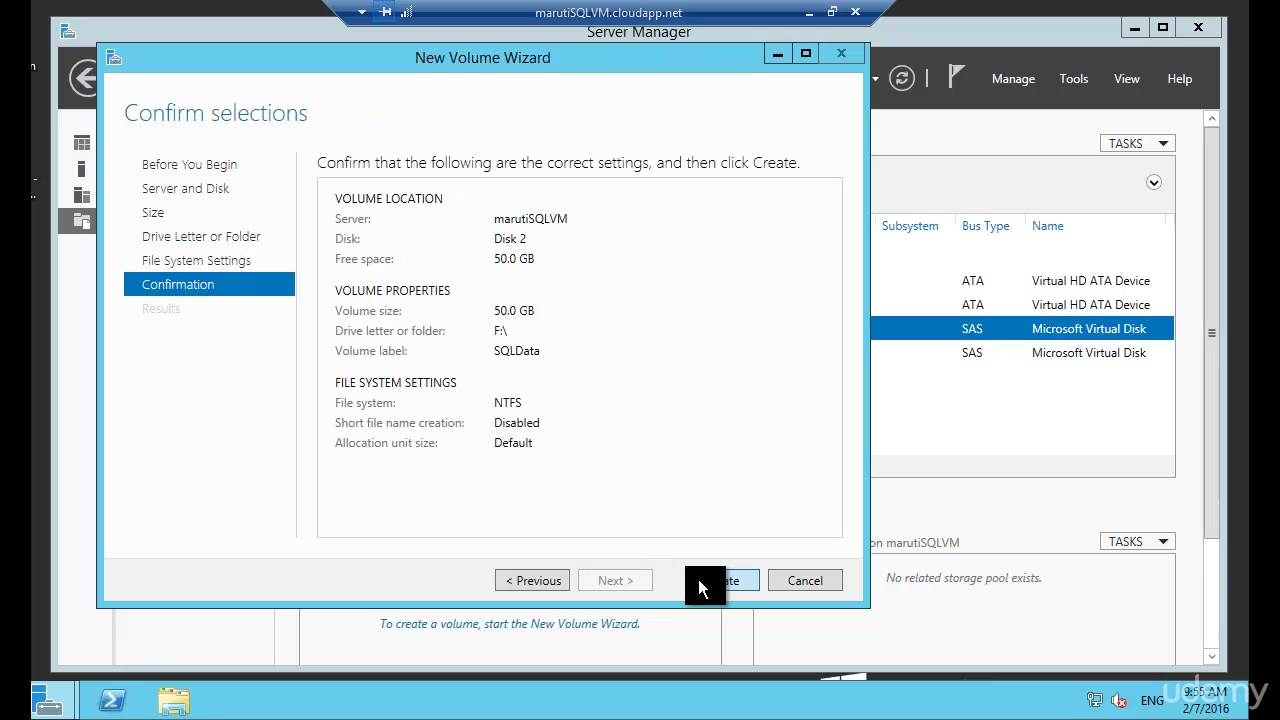 marutiSQLVM.cloudapp.net
Server Manager
New Volume Wizard
Manage Tools View Help
Confirm selections
TASKS
Before You Begin
Server and Disk
Size
Drive Letter or Folder
File System Settings
Confirmation
Results
Confirm that the following are the correct settings, and then click Create.
VOLUME LOCATION
Server: marutiSQLVM
Disk: Disk 2
Free space: 50.0 GB
VOLUME PROPERTIES
Volume size: 50.0 GB
Drive letter or folder: F:\
Volume label: SQLData
FILE SYSTEM SETTINGS
File system: NTFS
Short file name creation: Disabled
Allocation unit size: Default
Subsystem Bus Type Name
ATA Virtual HD ATA Device
ATA Virtual HD ATA Device
SAS Microsoft Virtual Disk
SAS Microsoft Virtual Disk
on marutiSQLVM
TASKS
No related storage pool exists.
< Previous Next > Cancel
To create a volume, start the New Volume Wizard.
ENG
9:55 AM
2/7/2016
udemy